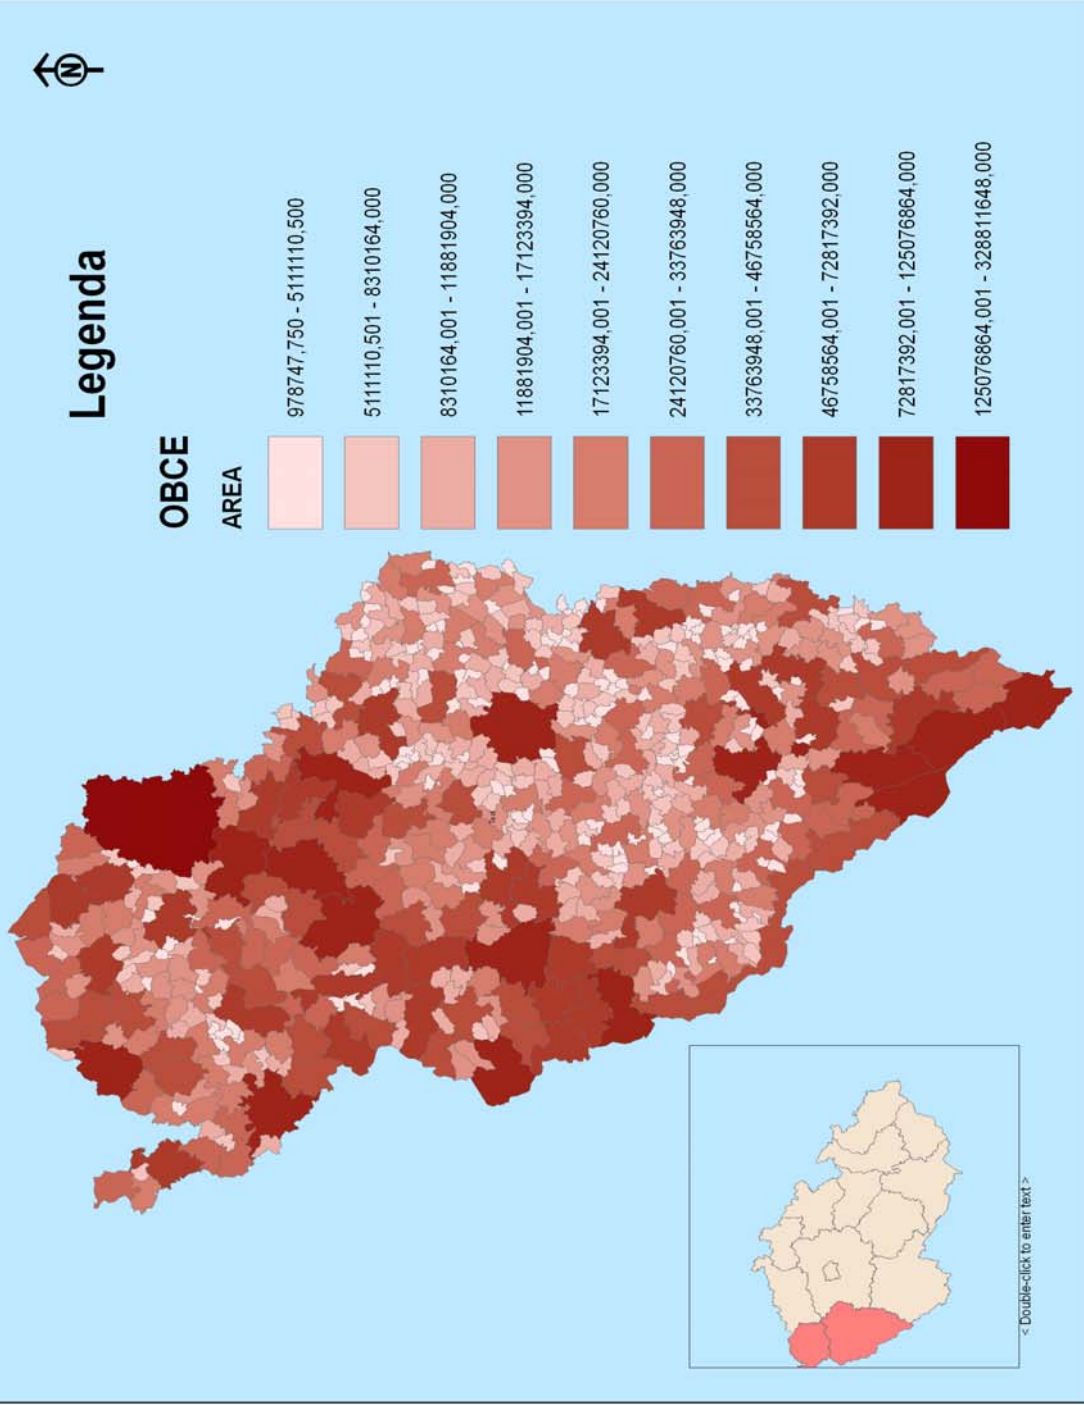 N
Legenda
OBCE
AREA
978747,750 - 5111110,500
5111110,501 - 8310164,000
8310164,001 - 11881904,000
11881904,001 - 17123394,000
17123394,001 - 24120760,000
24120760,001 - 33763948,000
33763948,001 - 46758564,000
46758564,001 - 72817392,000
72817392,001 - 125076864,000
125076864,001 - 328811648,000
Text
< Double-click to enter text >